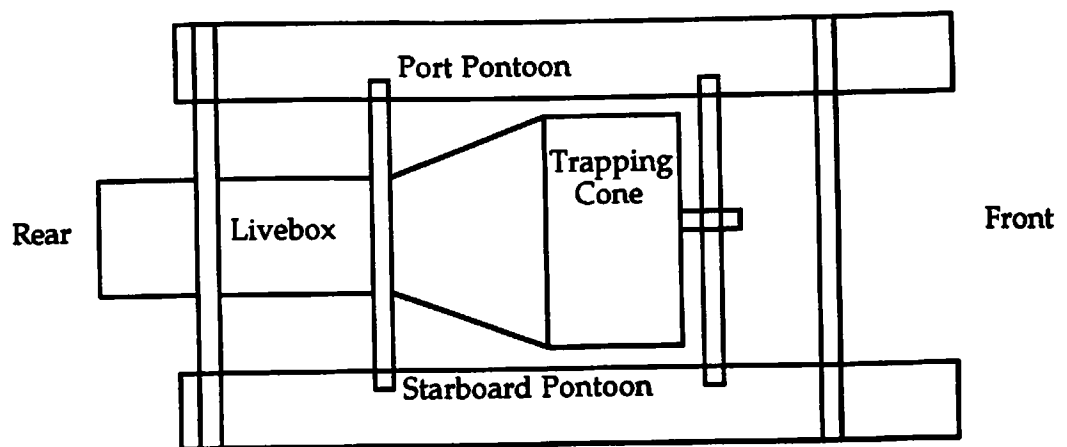 Port Pontoon
Trapping
Cone
Rear
Livebox
Front
Starboard Pontoon